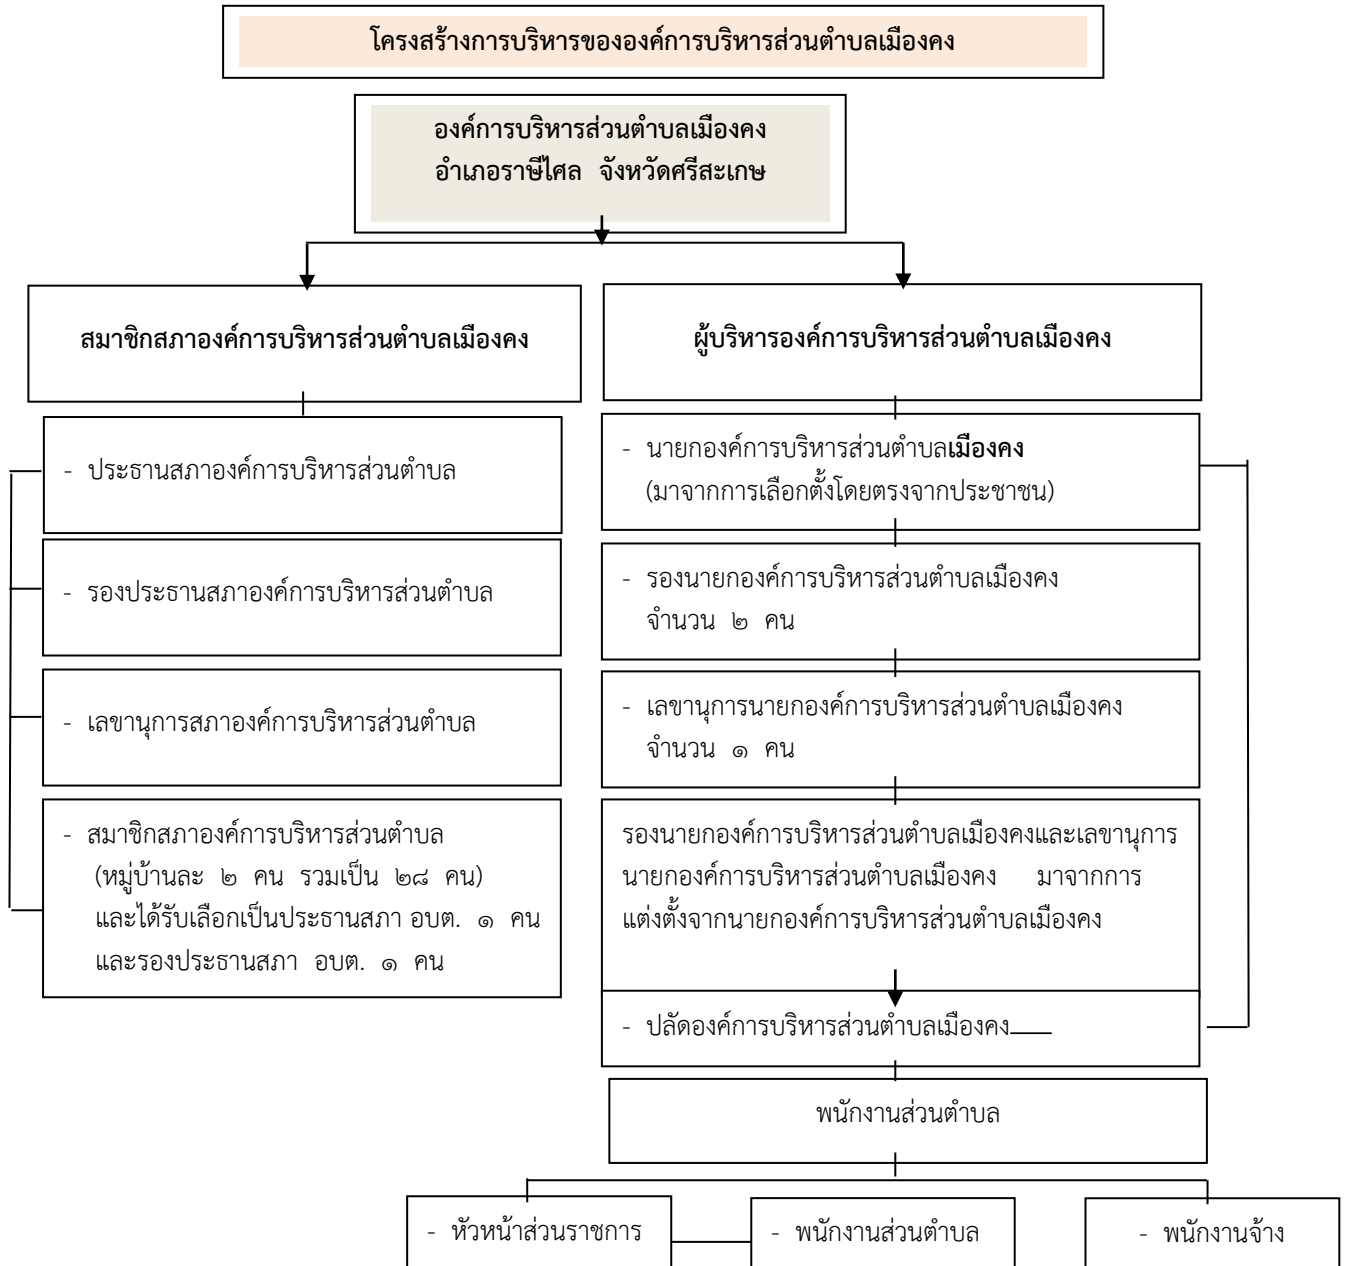 โครงสร้างการบริหารขององค์การบริหารส่วนตำบลเมืองคง
องค์การบริหารส่วนตำบลเมืองคง
อำเภอราษีไศล จังหวัดศรีสะเกษ
สมาชิกสภาองค์การบริหารส่วนตำบลเมืองคง
- ประธานสภาองค์การบริหารส่วนตำบล
- รองประธานสภาองค์การบริหารส่วนตำบล
- เลขานุการสภาองค์การบริหารส่วนตำบล
- สมาชิกสภาองค์การบริหารส่วนตำบล
(หมู่บ้านละ ๒ คน รวมเป็น ๒๘ คน)
และได้รับเลือกเป็นประธานสภา อบต. ๑ คน
และรองประธานสภา อบต. ๑ คน
ผู้บริหารองค์การบริหารส่วนตำบลเมืองคง
- นายกองค์การบริหารส่วนตำบลเมืองคง
(มาจากการเลือกตั้งโดยตรงจากประชาชน)
- รองนายกองค์การบริหารส่วนตำบลเมืองคง
จำนวน ๒ คน
- เลขานุการนายกองค์การบริหารส่วนตำบลเมืองคง
จำนวน ๑ คน
รองนายกองค์การบริหารส่วนตำบลเมืองคงและเลขานุการ
นายกองค์การบริหารส่วนตำบลเมืองคง มาจากการ
แต่งตั้งจากนายกองค์การบริหารส่วนตำบลเมืองคง
- ปลัดองค์การบริหารส่วนตำบลเมืองคง
พนักงานส่วนตำบล
- หัวหน้าส่วนราชการ
- พนักงานส่วนตำบล
- พนักงานจ้าง